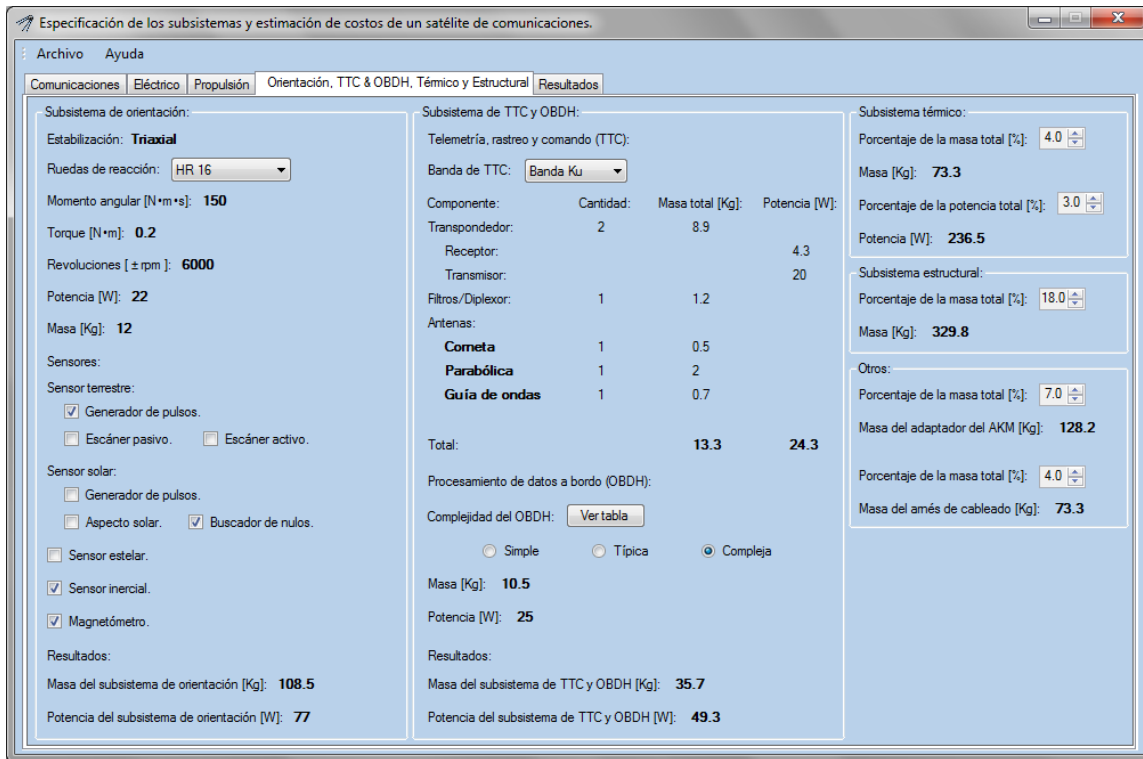 Especificación de los subsistemas y estimación de costos de un satélite de comunicaciones.
Archivo Ayuda
Comunicaciones Eléctrico Propulsión Orientación, TTC & OBDH, Térmico y Estructural Resultados
Subsistema de orientación:
Estabilización: Triaxial
Ruedas de reacción: HR 16
Momento angular [N•m•s]: 150
Torque [N•m]: 0.2
Revoluciones [ ± rpm ]: 6000
Potencia [W]: 22
Masa [Kg]: 12
Sensores:
Sensor terrestre:
Generador de pulsos.
Escáner pasivo. Escáner activo.
Sensor solar:
Generador de pulsos.
Aspecto solar. Buscador de nulos.
Sensor estelar.
Sensor inercial.
Magnetómetro.
Resultados:
Masa del subsistema de orientación [Kg]: 108.5
Potencia del subsistema de orientación [W]: 77
Subsistema de TTC y OBDH:
Telemetría, rastreo y comando (TTC):
Banda de TTC: Banda Ku
Componente: Cantidad: Masa total [Kg]: Potencia [W]:
Transpondedor: 2 8.9
Receptor: 4.3
Transmisor: 20
Filtros/Diplexor: 1 1.2
Antenas:
Corneta 1 0.5
Parabólica 1 2
Guía de ondas 1 0.7
Total: 13.3 24.3
Procesamiento de datos a bordo (OBDH):
Complejidad del OBDH: Ver tabla
Simple Típica Compleja
Masa [Kg]: 10.5
Potencia [W]: 25
Resultados:
Masa del subsistema de TTC y OBDH [Kg]: 35.7
Potencia del subsistema de TTC y OBDH [W]: 49.3
Subsistema térmico:
Porcentaje de la masa total [%]: 4.0
Masa [Kg]: 73.3
Porcentaje de la potencia total [%]: 3.0
Potencia [W]: 236.5
Subsistema estructural:
Porcentaje de la masa total [%]: 18.0
Masa [Kg]: 329.8
Otros:
Porcentaje de la masa total [%]: 7.0
Masa del adaptador del AKM [Kg]: 128.2
Porcentaje de la masa total [%]: 4.0
Masa del arnés de cableado [Kg]: 73.3